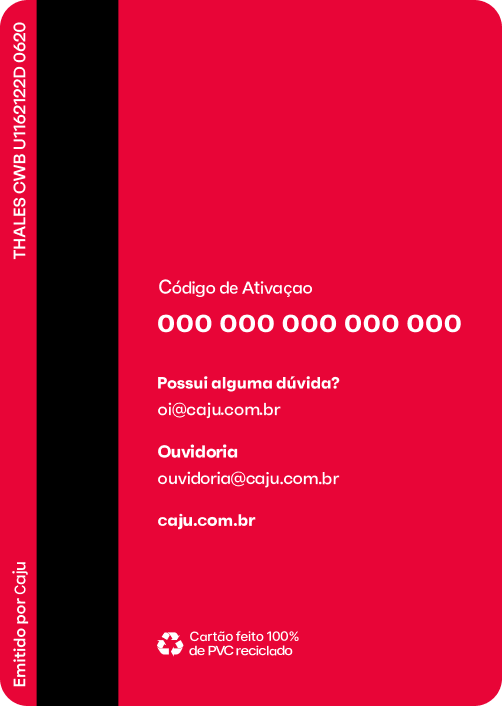 THALES CWB U1162122D 0620
Emitido por Caju
Código de Ativaçao
000 000 000 000 000
Possui alguma dúvida?
oi@caju.com.br
Ouvidoria
ouvidoria@caju.com.br
caju.com.br
Cartão feito 100%
de PVC reciclado